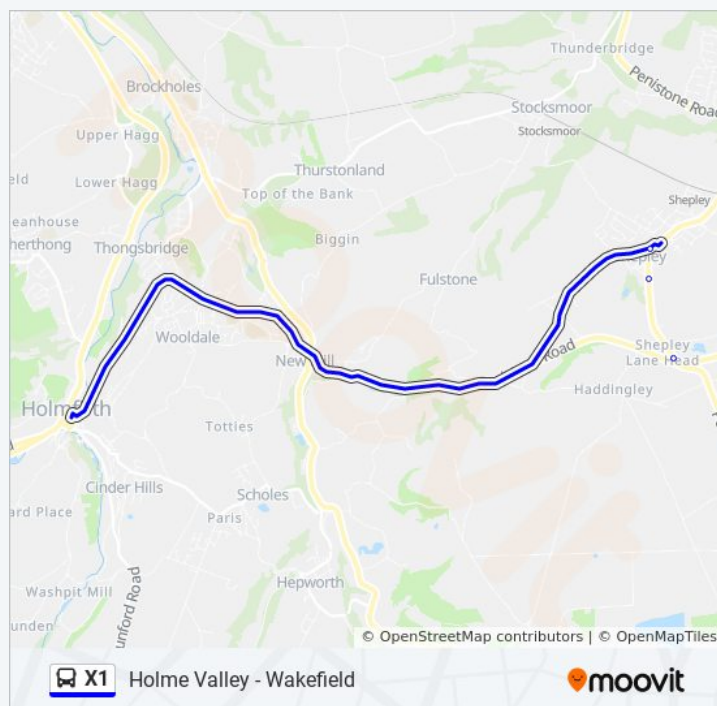 Thunderbridge
Penistone Road
Brockholes
Stocksmoor
Stocksmoor
Upper Hagg
Thurstonland
Lower Hagg
Top of the Bank
Shepley
Thongsbridge
Biggin
Fulstone
Wooldale
Shepley
Lane Head
Haddingley
Totties
Cinder Hills
Scholes
Paris
Hepworth
Washpit Mill
© OpenStreetMap contributors | © OpenMapTiles
X1 Holme Valley - Wakefield moovit